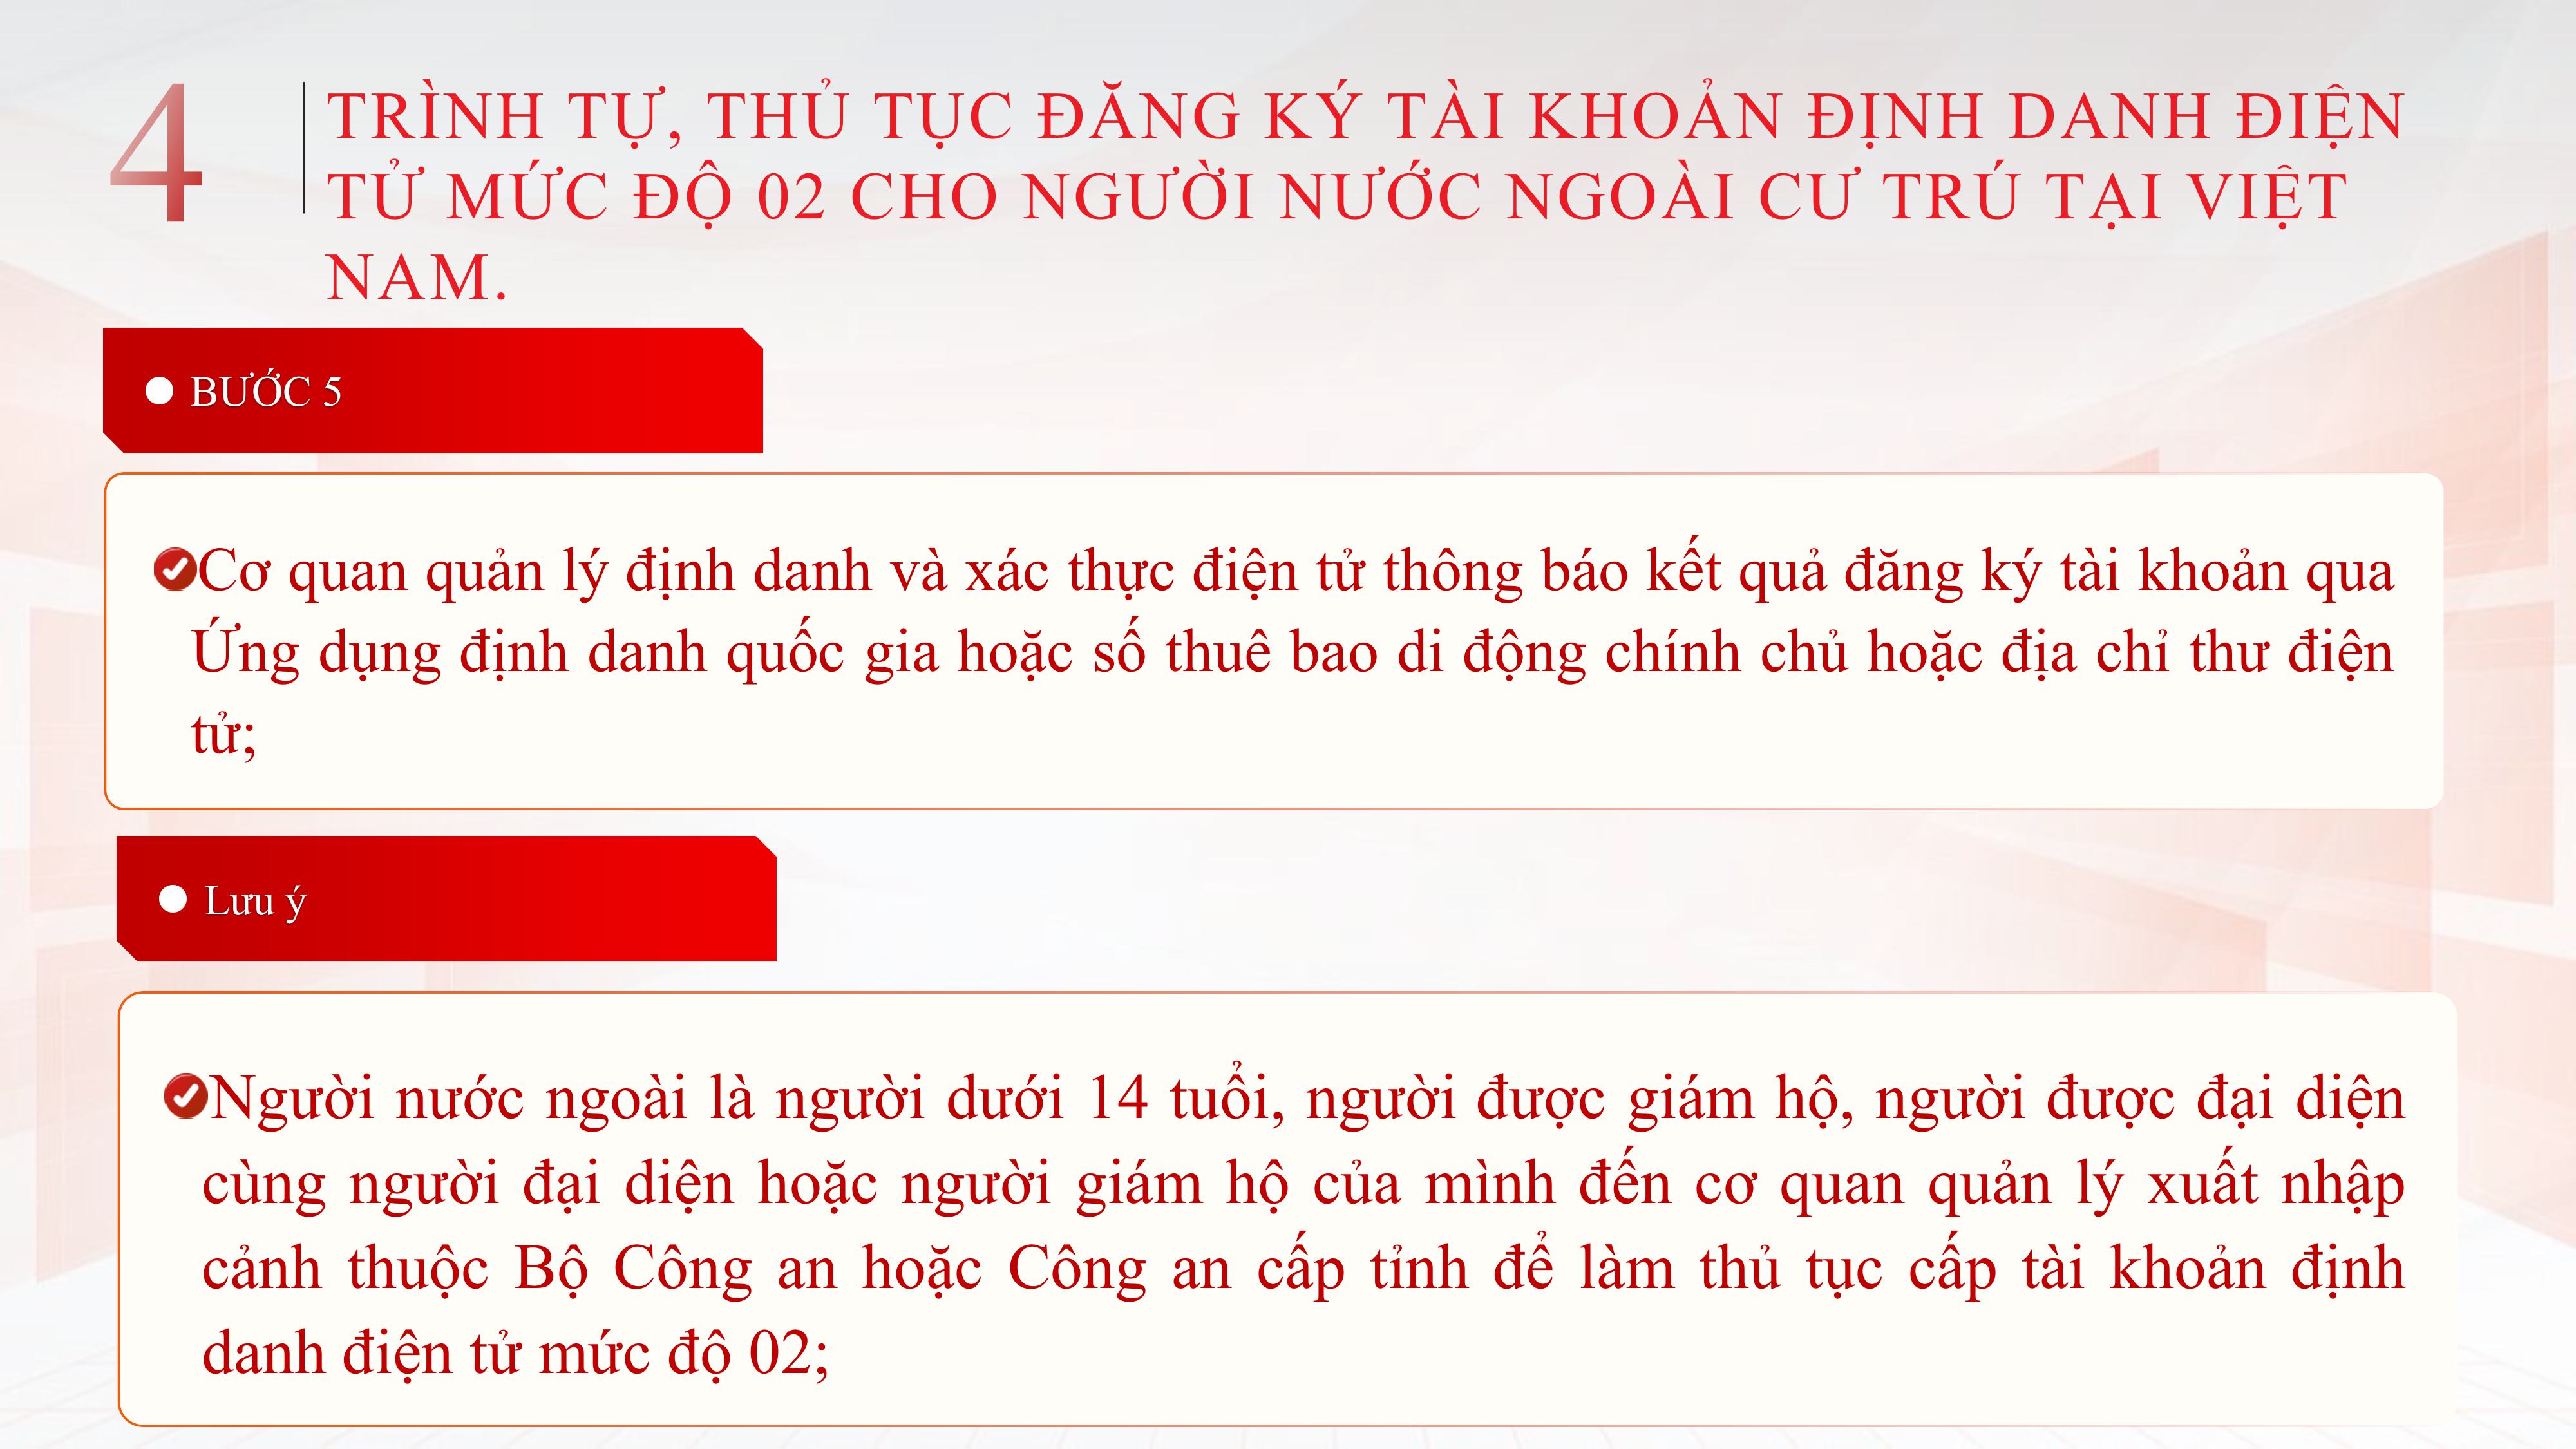 4
TRÌNH TỰ, THỦ TỤC ĐĂNG KÝ TÀI KHOẢN ĐỊNH DANH ĐIỆN
TỬ MỨC ĐỘ 02 CHO NGƯỜI NƯỚC NGOÀI CƯ TRÚ TẠI VIỆT
NAM.
BƯỚC 5
Cơ quan quản lý định danh và xác thực điện tử thông báo kết quả đăng ký tài khoản qua
Ứng dụng định danh quốc gia hoặc số thuê bao di động chính chủ hoặc địa chỉ thư điện
tử;
Lưu ý
Người nước ngoài là người dưới 14 tuổi, người được giám hộ, người được đại diện
cùng người đại diện hoặc người giám hộ của mình đến cơ quan quản lý xuất nhập
cảnh thuộc Bộ Công an hoặc Công an cấp tỉnh để làm thủ tục cấp tài khoản định
danh điện tử mức độ 02;